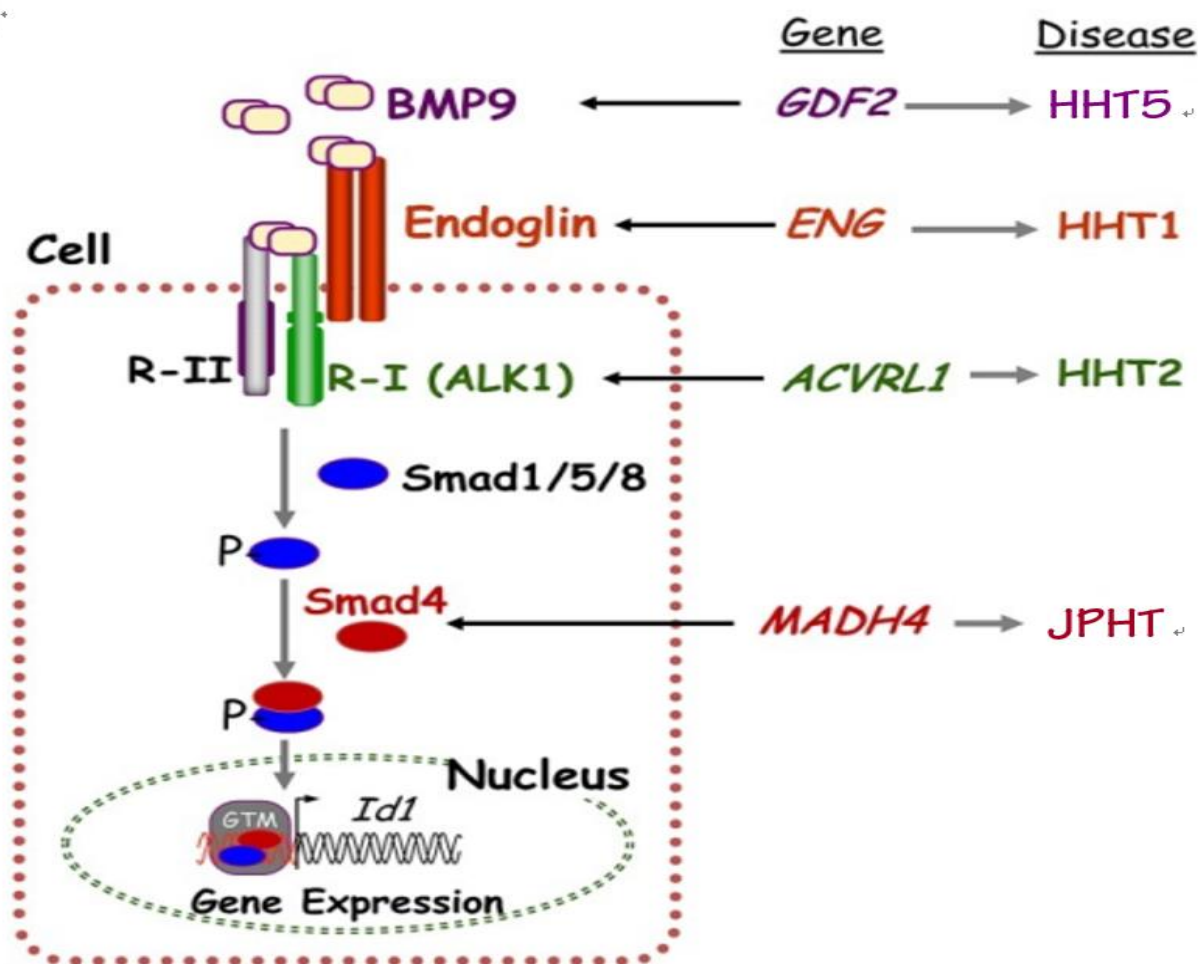 Gene Disease
BMP9 GDF2 HHT5
Endoglin ENG HHT1
Cell
R-II R-I (ALK1) ACVRL1 HHT2
Smad1/5/8
P
Smad4 MADH4 JPHT
P
Nucleus
GTM Id1
Gene Expression